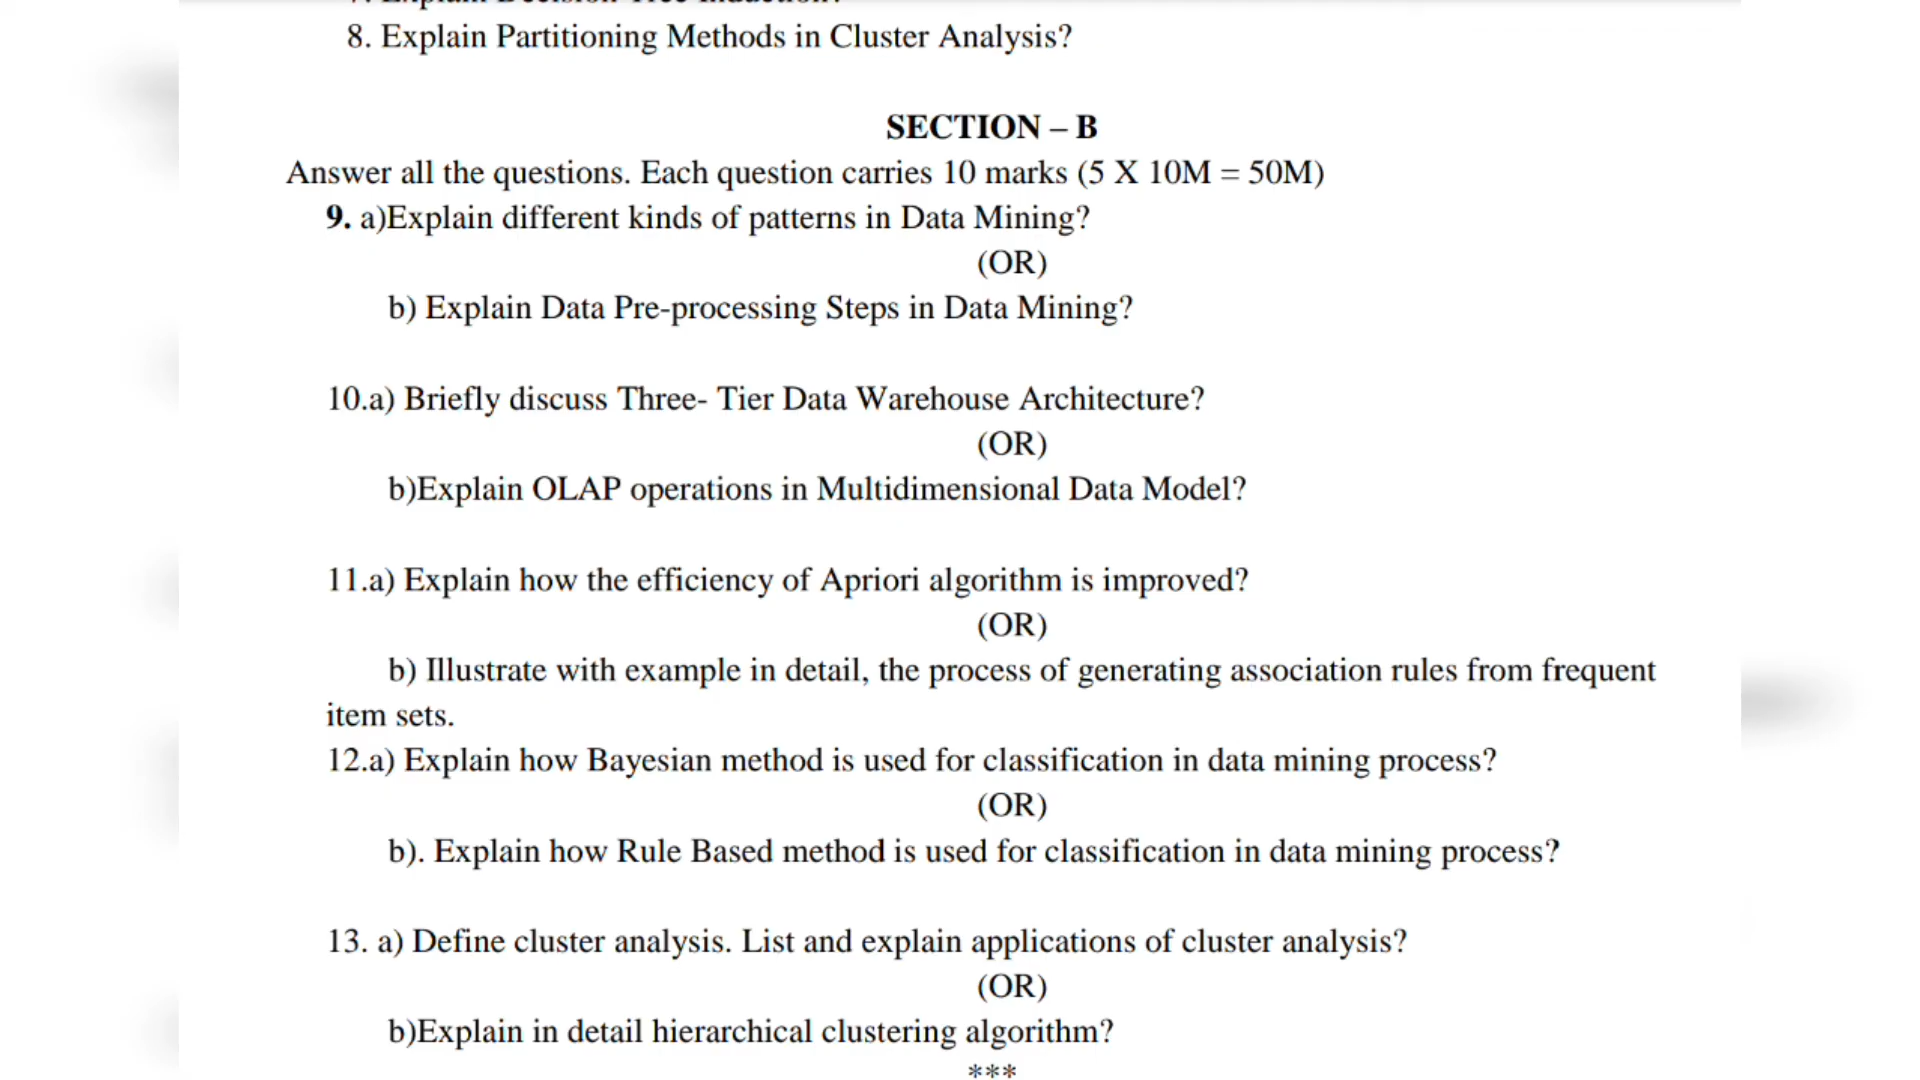 8. Explain Partitioning Methods in Cluster Analysis?
SECTION – B
Answer all the questions. Each question carries 10 marks (5 X 10M = 50M)
9. a)Explain different kinds of patterns in Data Mining?
(OR)
b) Explain Data Pre-processing Steps in Data Mining?
10.a) Briefly discuss Three- Tier Data Warehouse Architecture?
(OR)
b)Explain OLAP operations in Multidimensional Data Model?
11.a) Explain how the efficiency of Apriori algorithm is improved?
(OR)
b) Illustrate with example in detail, the process of generating association rules from frequent
item sets.
12.a) Explain how Bayesian method is used for classification in data mining process?
(OR)
b). Explain how Rule Based method is used for classification in data mining process?
13. a) Define cluster analysis. List and explain applications of cluster analysis?
(OR)
b)Explain in detail hierarchical clustering algorithm?
***